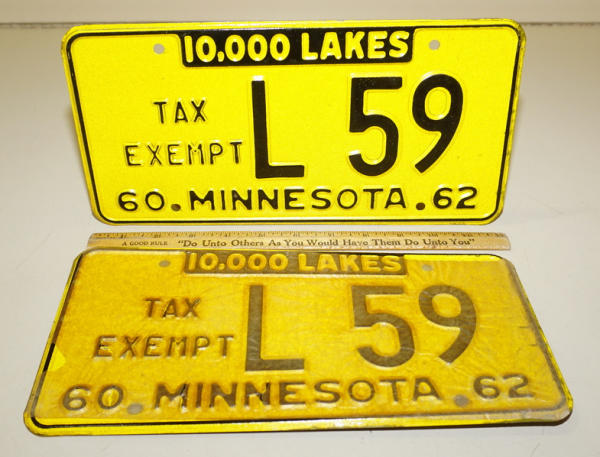 10,000 LAKES
TAX
EXEMPT L 59
60. MINNESOTA. 62
A GOOD RULE "Do Unto Others As You Would Have Them Do Unto You"
10,000 LAKES
TAX
EXEMPT L 59
60. MINNESOTA. 62